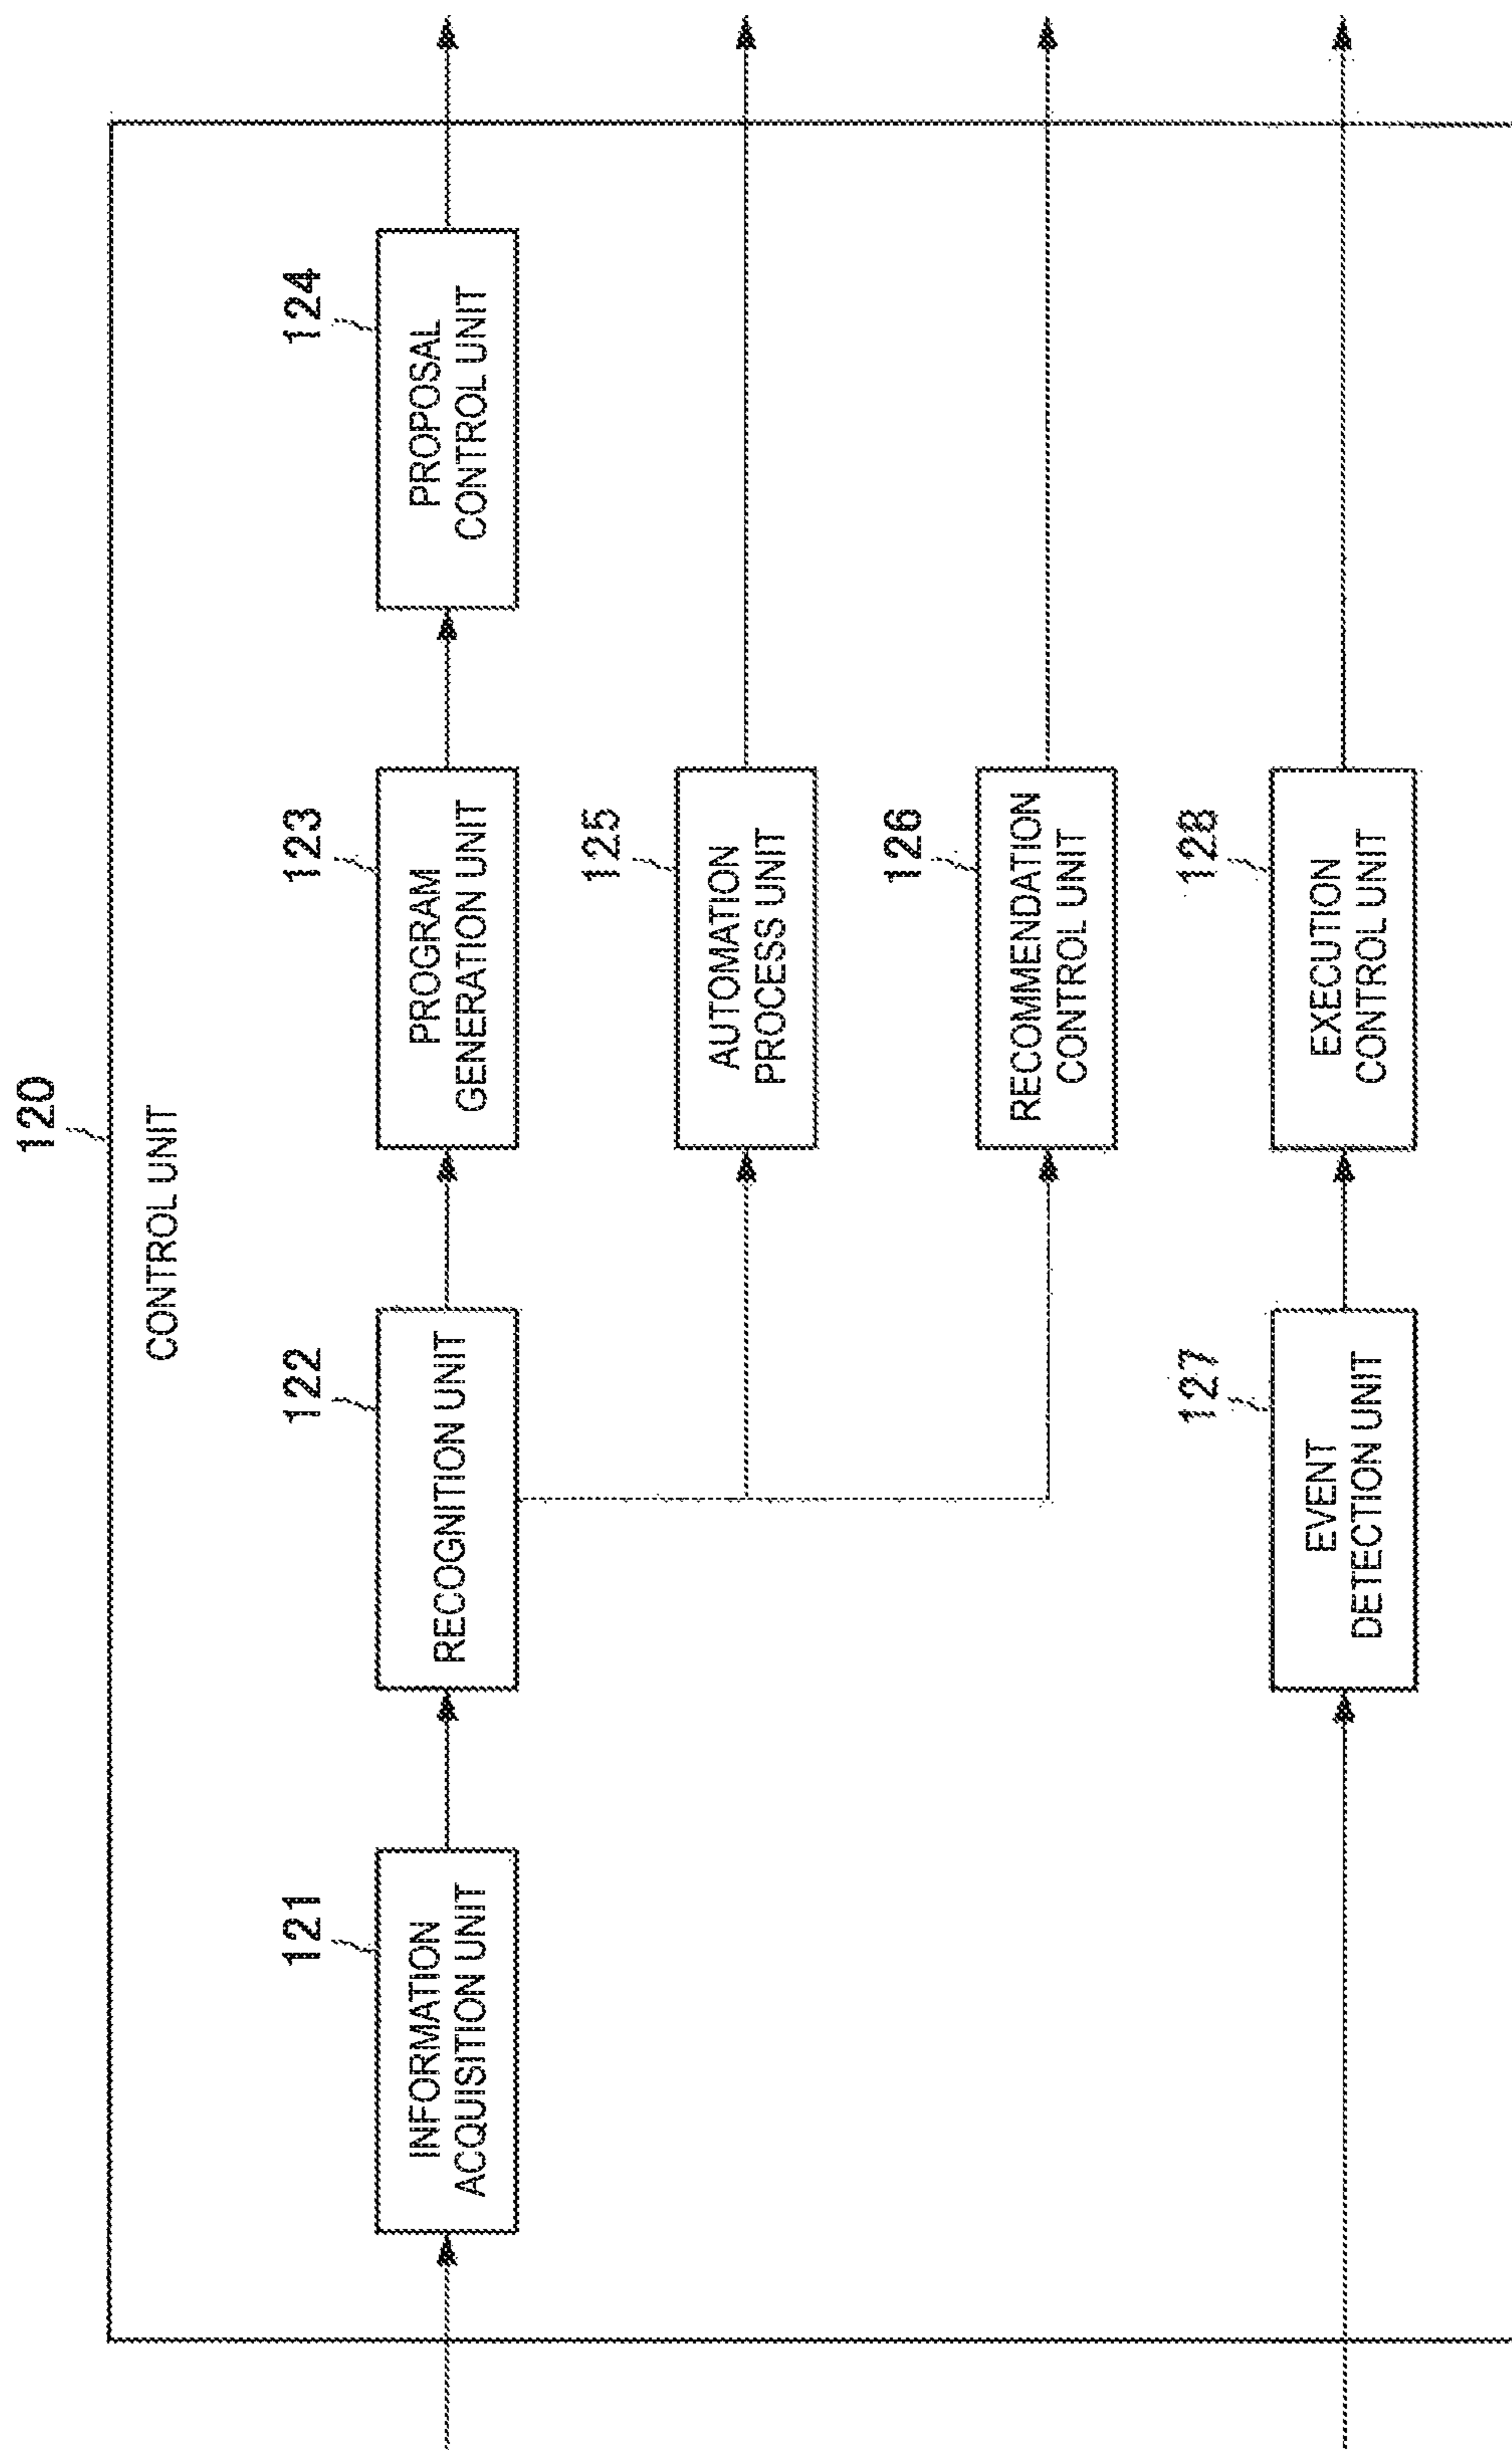 120
CONTROL UNIT
121
INFORMATION
ACQUISITION UNIT
122
RECOGNITION UNIT
123
PROGRAM
GENERATION UNIT
124
PROPOSAL
CONTROL UNIT
125
AUTOMATION
PROCESS UNIT
126
RECOMMENDATION
CONTROL UNIT
127
EVENT
DETECTION UNIT
128
EXECUTION
CONTROL UNIT